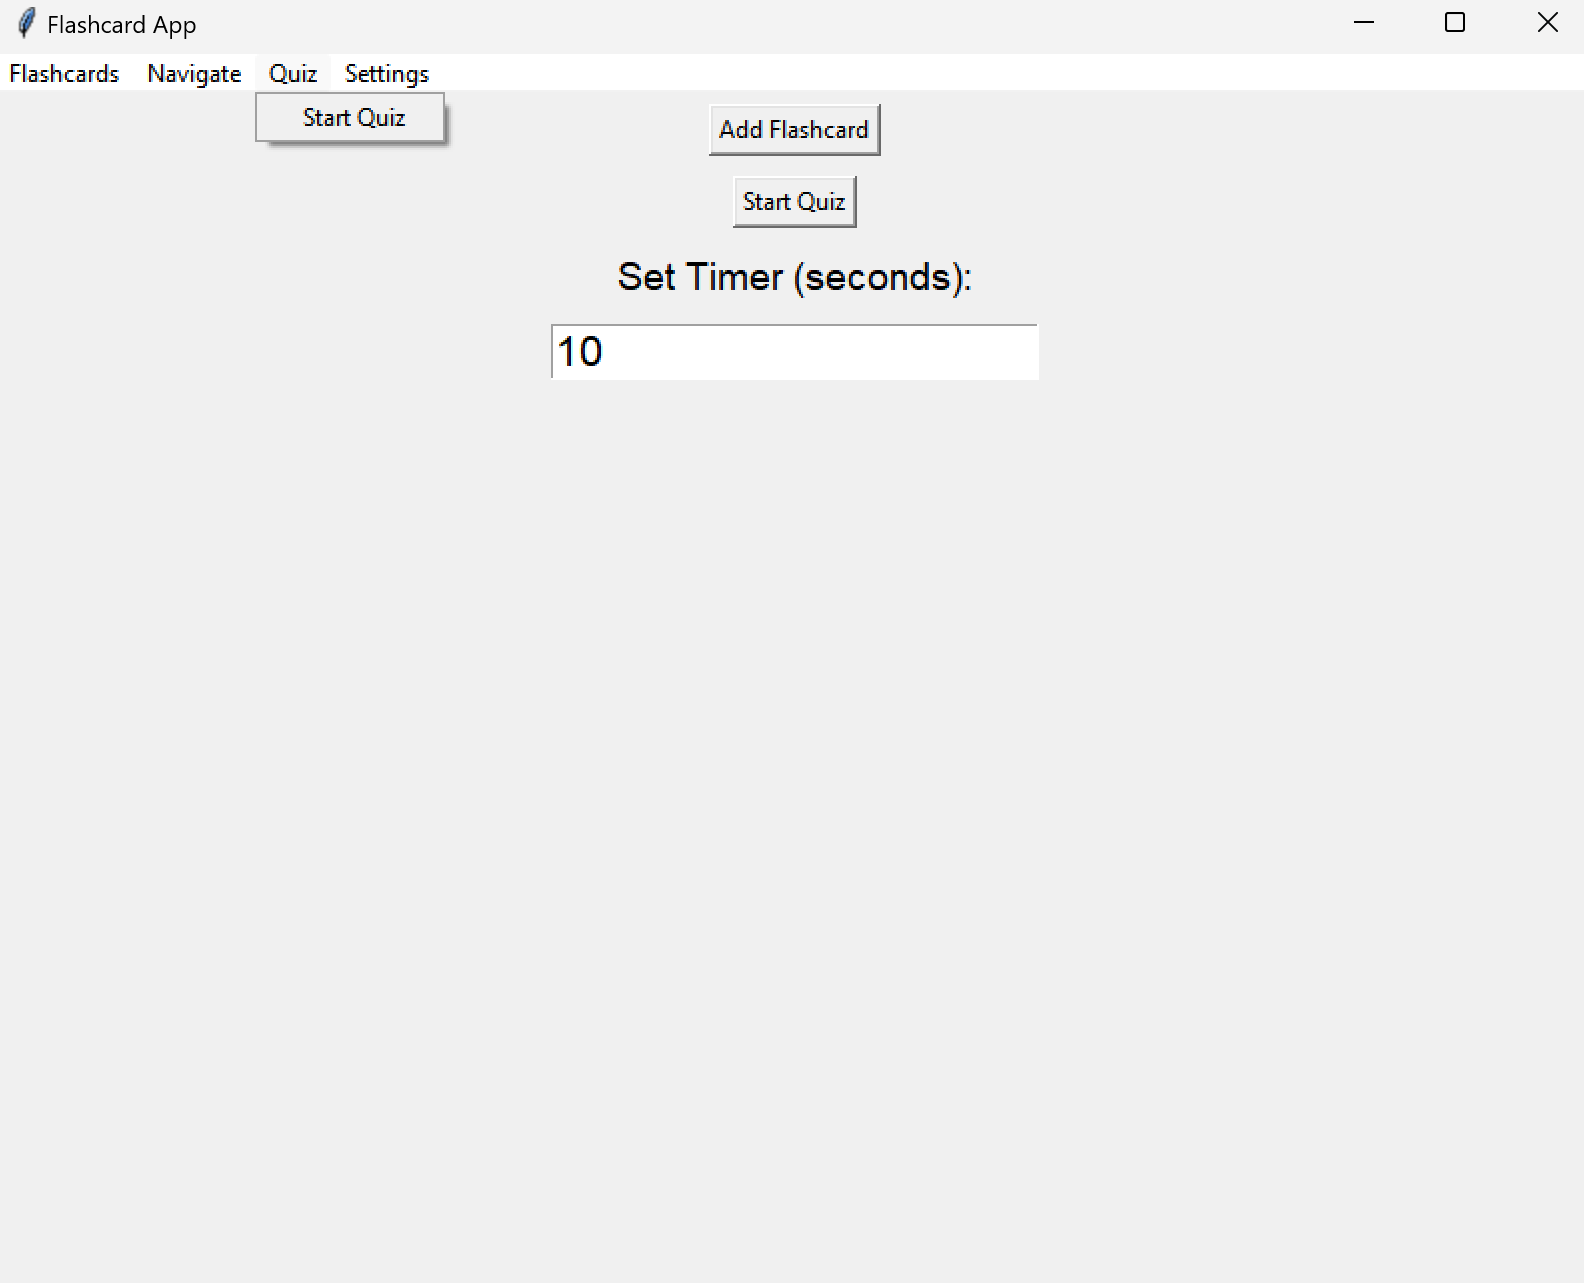 Flashcard App
Flashcards Navigate Quiz Settings
Start Quiz
Add Flashcard
Start Quiz
Set Timer (seconds):
10